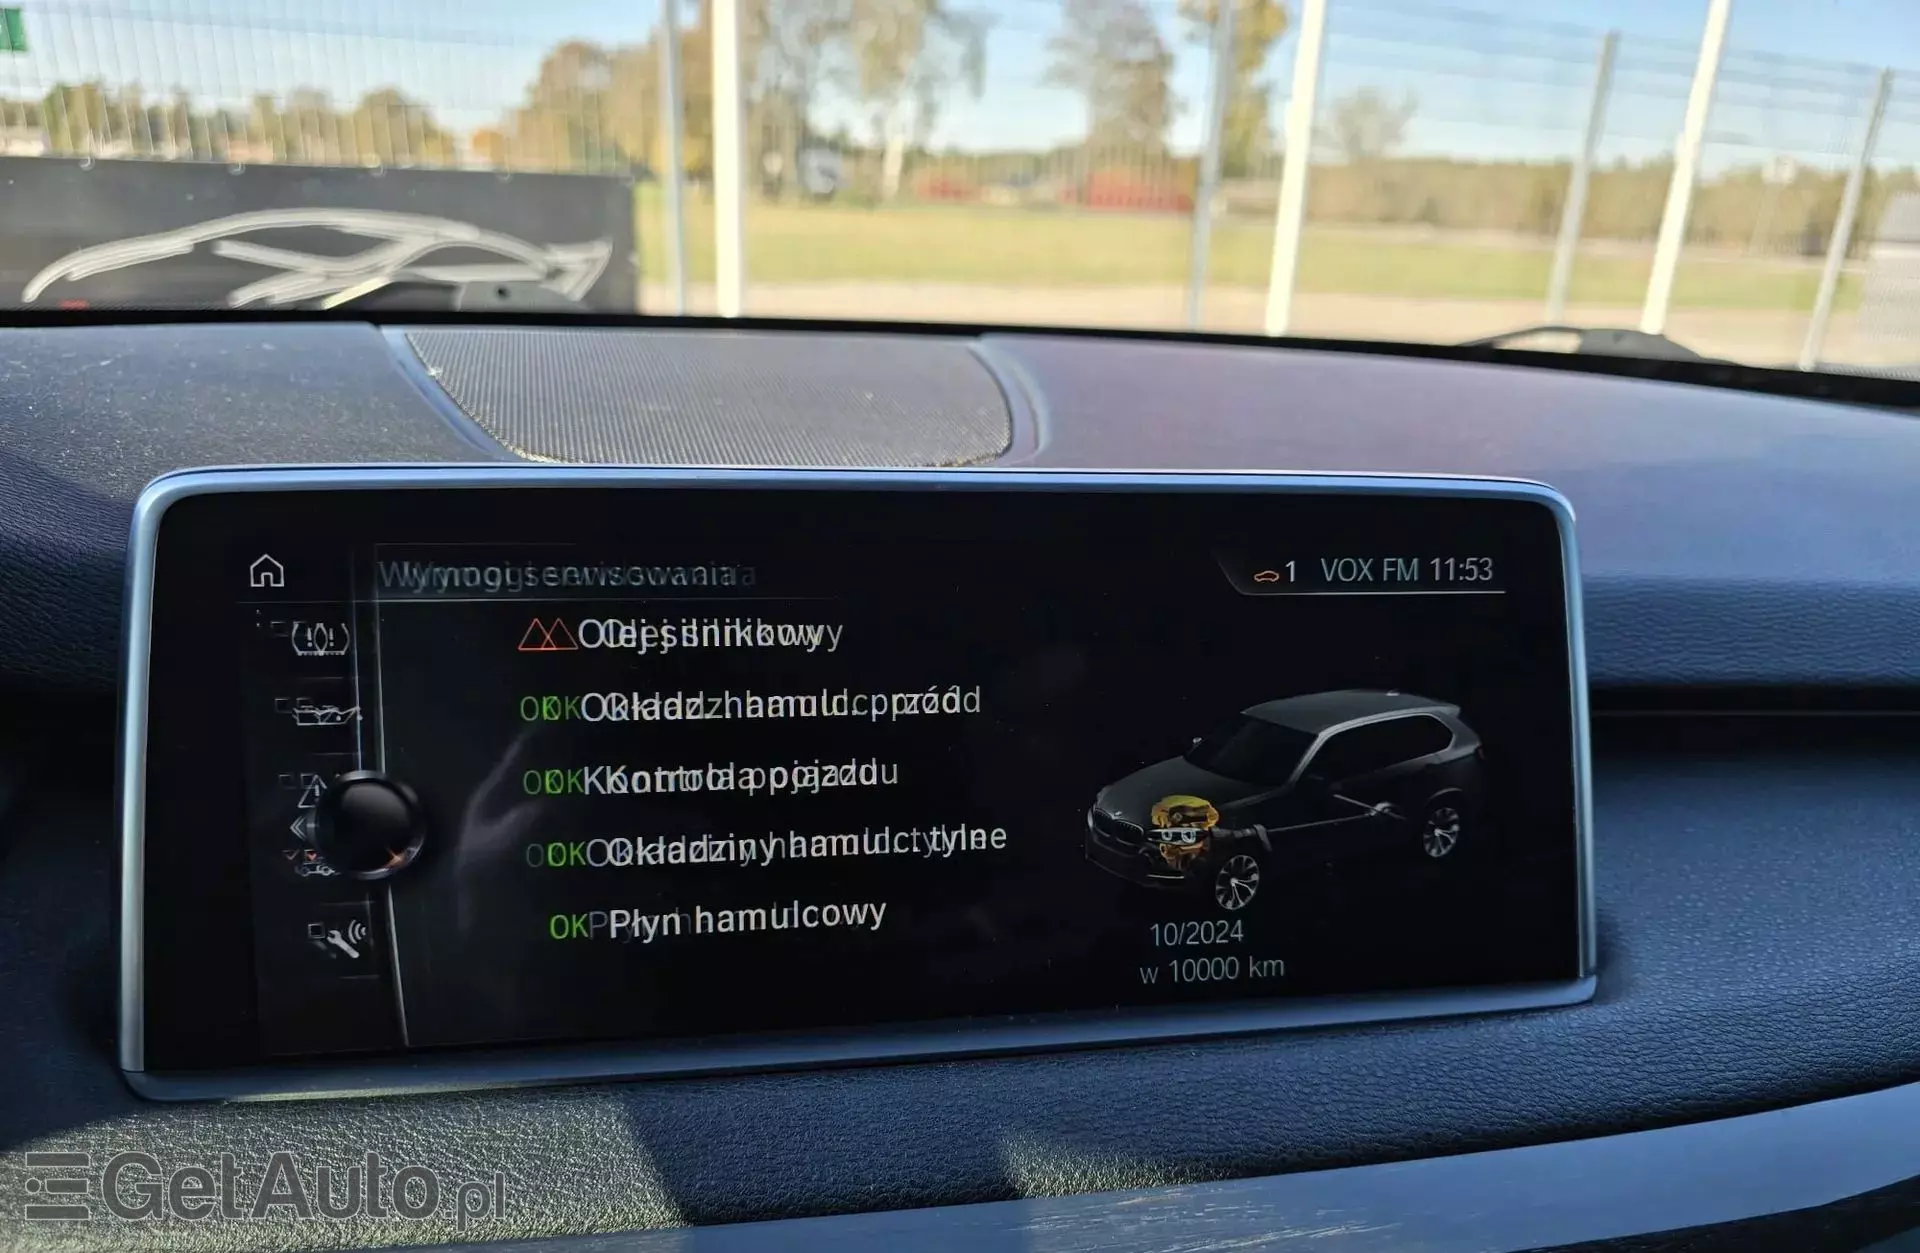 Wymogi serwisowania
1 VOX FM 11:53
Olej silnikowy
OK Okładz. hamulc. przód
OK Kontrola pojazdu
OK Okładziny hamulc. tylne
OK Płyn hamulcowy
10/2024
w 10000 km
GetAuto.pl